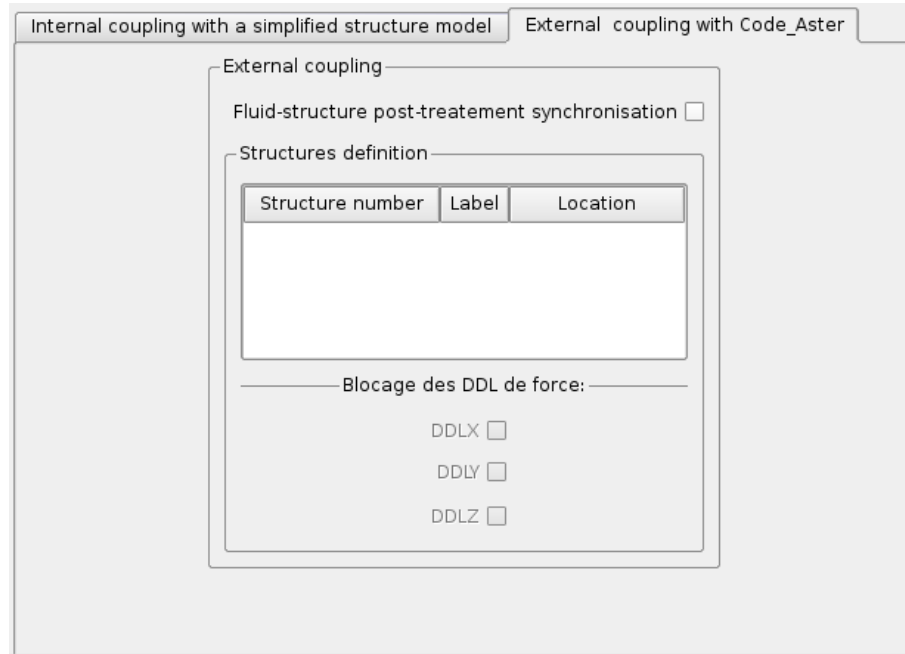 Internal coupling with a simplified structure model External  coupling with Code_Aster
External coupling
Fluid-structure post-treatement synchronisation
Structures definition
Structure number Label Location
Blocage des DDL de force:
DDLX
DDLY
DDLZ